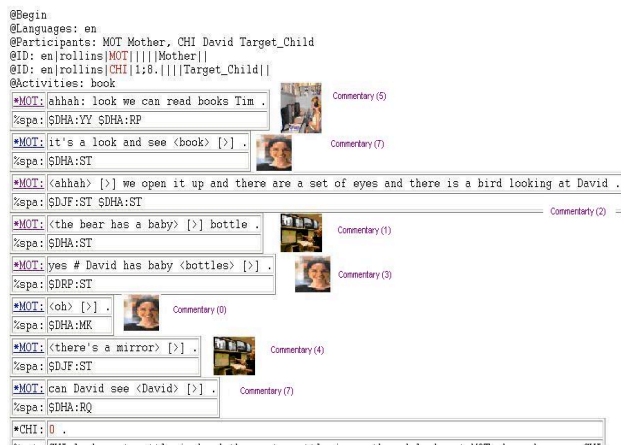 @Begin
@Languages: en
@Participants: MOT Mother, CHI David Target_Child
@ID: en|rollins|MOT|||||Mother||
@ID: en|rollins|CHI|1;8.||||Target_Child||
@Activities: book
*MOT: ahhah: look we can read books Tim . Commentary (5)
%spa: $DHA:YY $DHA:RP
*MOT: it's a look and see <book> [>] . Commentary (7)
%spa: $DHA:ST
*MOT: <ahhah> [>] we open it up and there are a set of eyes and there is a bird looking at David .
%spa: $DJF:ST $DHA:ST
Commentarty (2)
*MOT: <the bear has a baby> [>] bottle . Commentary (1)
%spa: $DHA:ST
*MOT: yes # David has baby <bottles> [>] . Commentary (3)
%spa: $DRP:ST
*MOT: <oh> [>] . Commentary (0)
%spa: $DHA:MK
*MOT: <there's a mirror> [>] . Commentary (4)
%spa: $DJF:ST
*MOT: can David see <David> [>] . Commentary (7)
%spa: $DHA:RQ
*CHI: 0 .